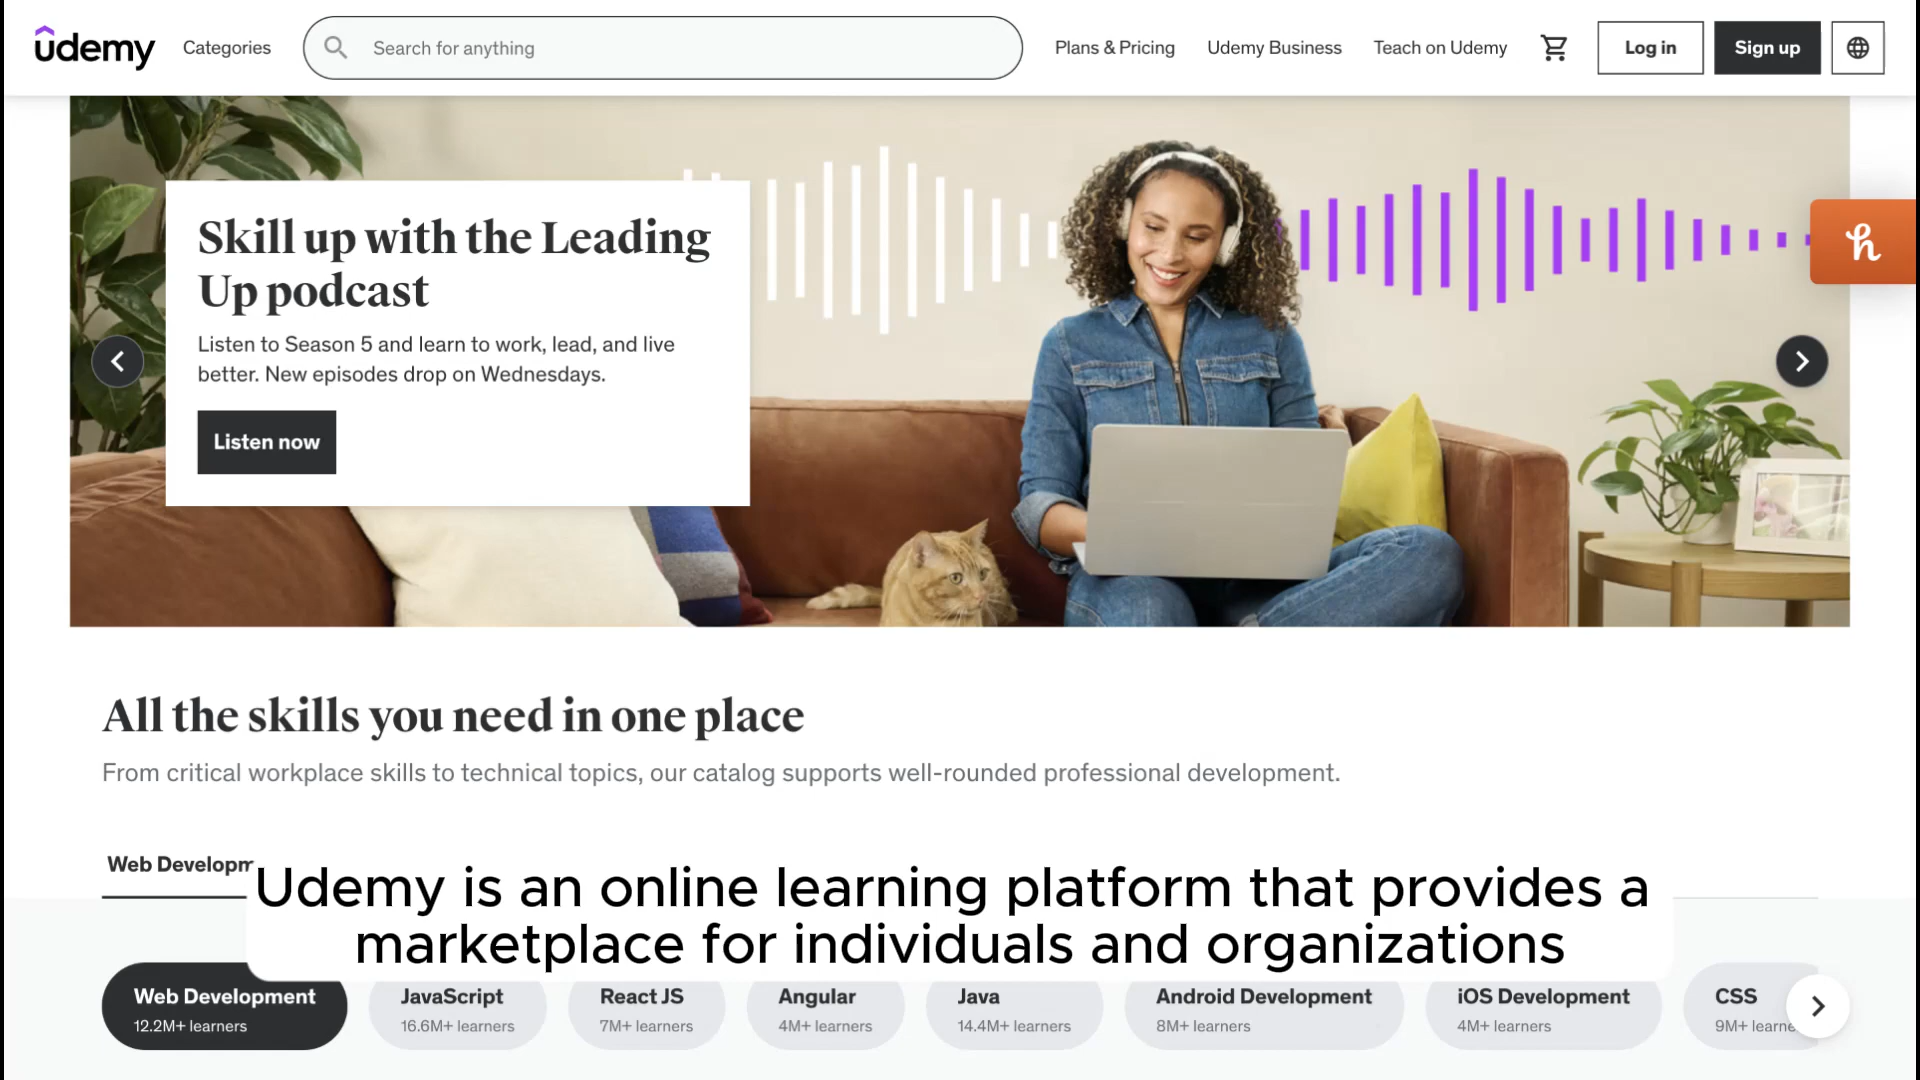 udemy
Categories
Search for anything
Plans & Pricing
Udemy Business
Teach on Udemy
Log in
Sign up
Skill up with the Leading
Up podcast
Listen to Season 5 and learn to work, lead, and live
better. New episodes drop on Wednesdays.
Listen now
h
All the skills you need in one place
From critical workplace skills to technical topics, our catalog supports well-rounded professional development.
Web Developm
Udemy is an online learning platform that provides a
marketplace for individuals and organizations
Web Development
12.2M+ learners
JavaScript
16.6M+ learners
React JS
7M+ learners
Angular
4M+ learners
Java
14.4M+ learners
Android Development
8M+ learners
iOS Development
4M+ learners
CSS
9M+ learne